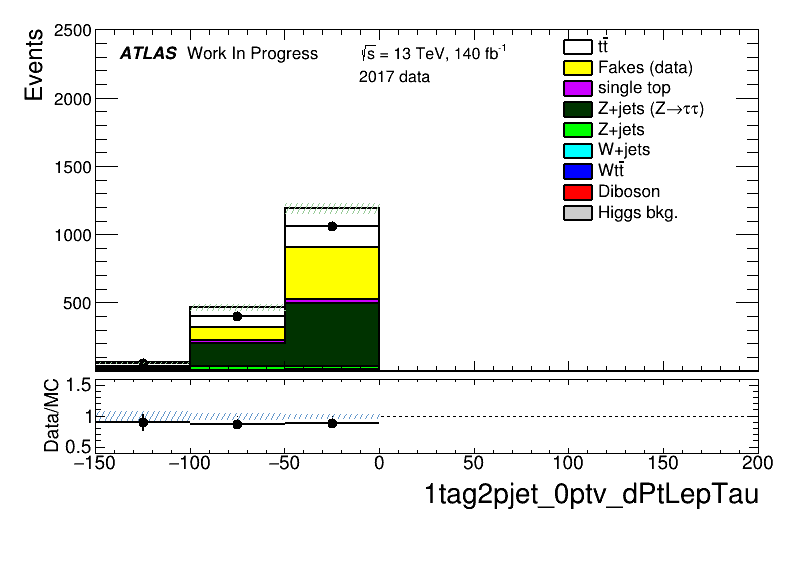 2500
2000
1500
1000
500
Events
ATLAS Work In Progress
√s = 13 TeV, 140 fb⁻¹
2017 data
tt̄
Fakes (data)
single top
Z+jets (Z→ττ)
Z+jets
W+jets
Wtt̄
Diboson
Higgs bkg.
1.5
1
0.5
Data/MC
−150 −100 −50 0 50 100 150 200
1tag2pjet_0ptv_dPtLepTau